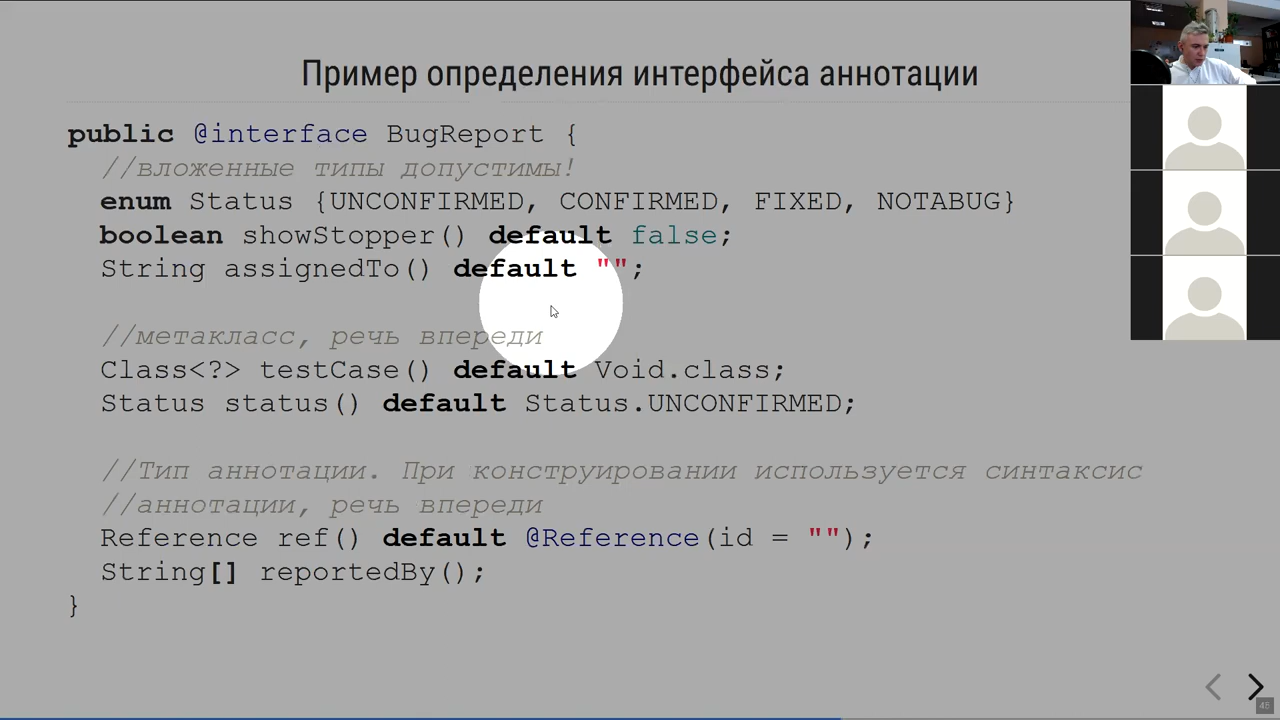 Пример определения интерфейса аннотации
public @interface BugReport {
//вложенные типы допустимы!
enum Status {UNCONFIRMED, CONFIRMED, FIXED, NOTABUG}
boolean showStopper() default false;
String assignedTo() default "";
//метакласс, речь впереди
Class<?> testCase() default Void.class;
Status status() default Status.UNCONFIRMED;
//Тип аннотации. При конструировании используется синтаксис
//аннотации, речь впереди
Reference ref() default @Reference(id = "");
String[] reportedBy();
}